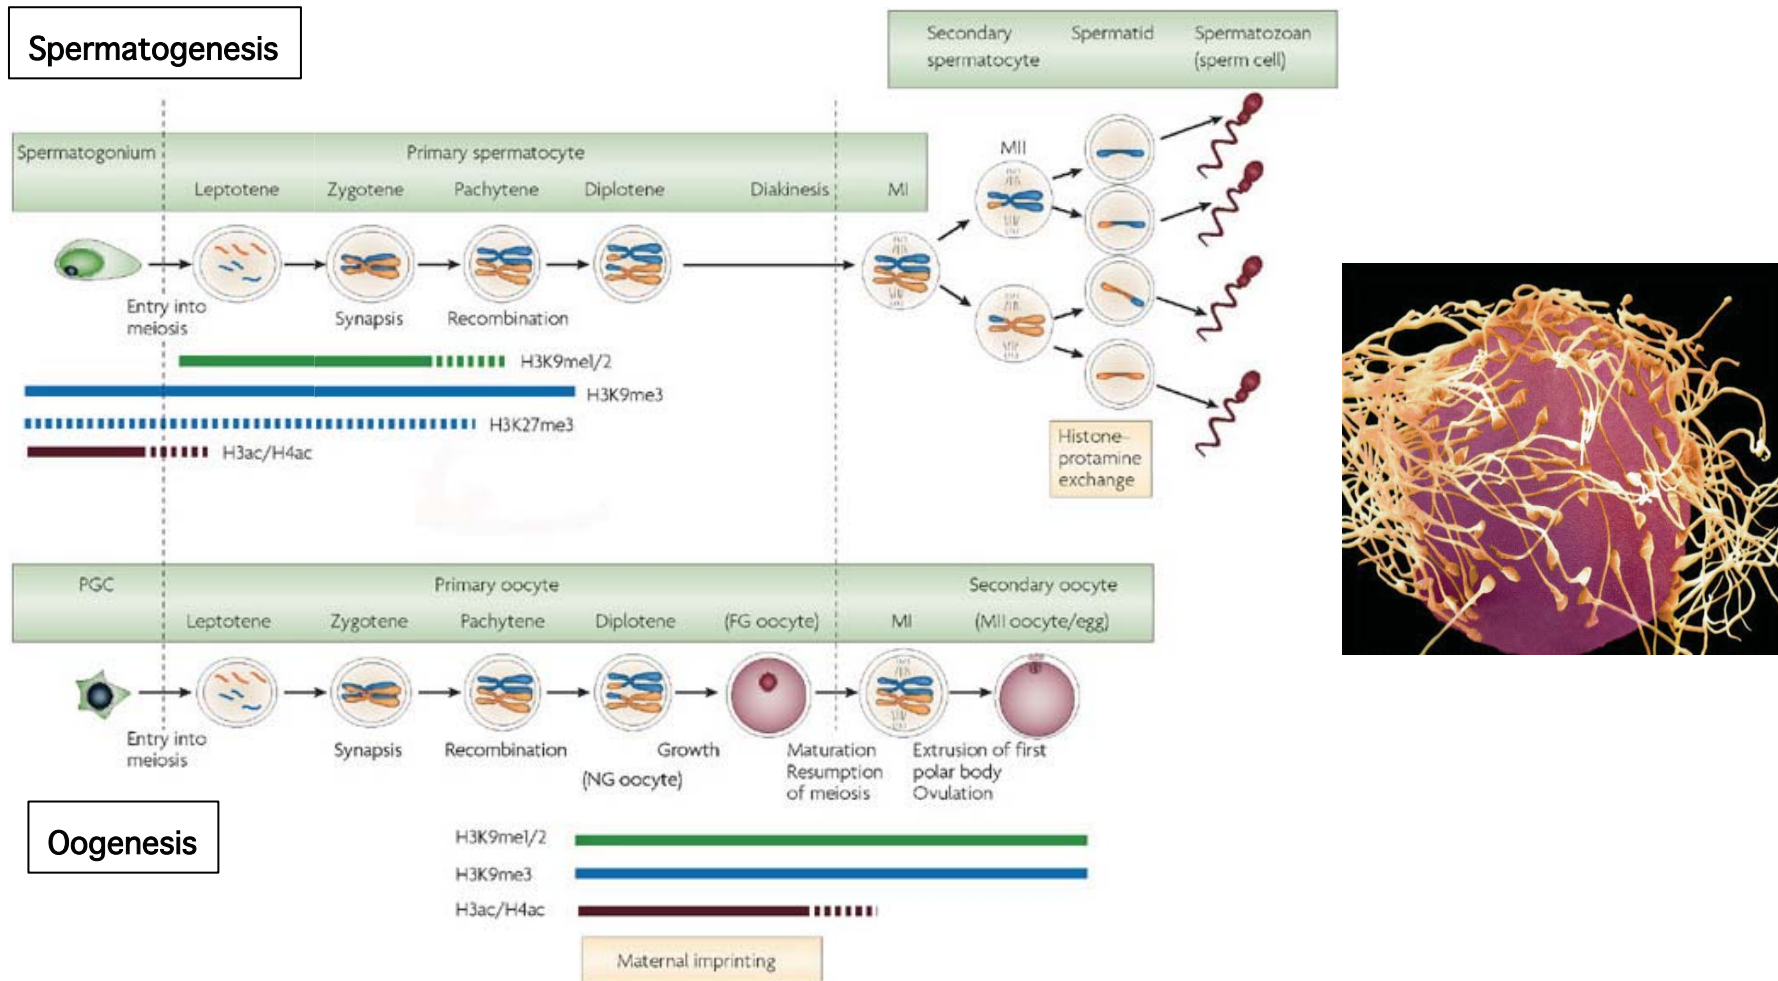 Spermatogenesis
Secondary spermatocyte
Spermatid
Spermatozoan (sperm cell)
Spermatogonium
Primary spermatocyte
Leptotene
Zygotene
Pachytene
Diplotene
Diakinesis
MI
MII
Entry into
meiosis
Synapsis
Recombination
H3K9me1/2
H3K9me3
H3K27me3
H3ac/H4ac
Histone–
protamine
exchange
PGC
Primary oocyte
Secondary oocyte
Leptotene
Zygotene
Pachytene
Diplotene
(FG oocyte)
MI
(MII oocyte/egg)
Entry into
meiosis
Synapsis
Recombination
Growth
(NG oocyte)
Maturation
Resumption
of meiosis
Extrusion of first
polar body
Ovulation
Oogenesis
H3K9me1/2
H3K9me3
H3ac/H4ac
Maternal imprinting